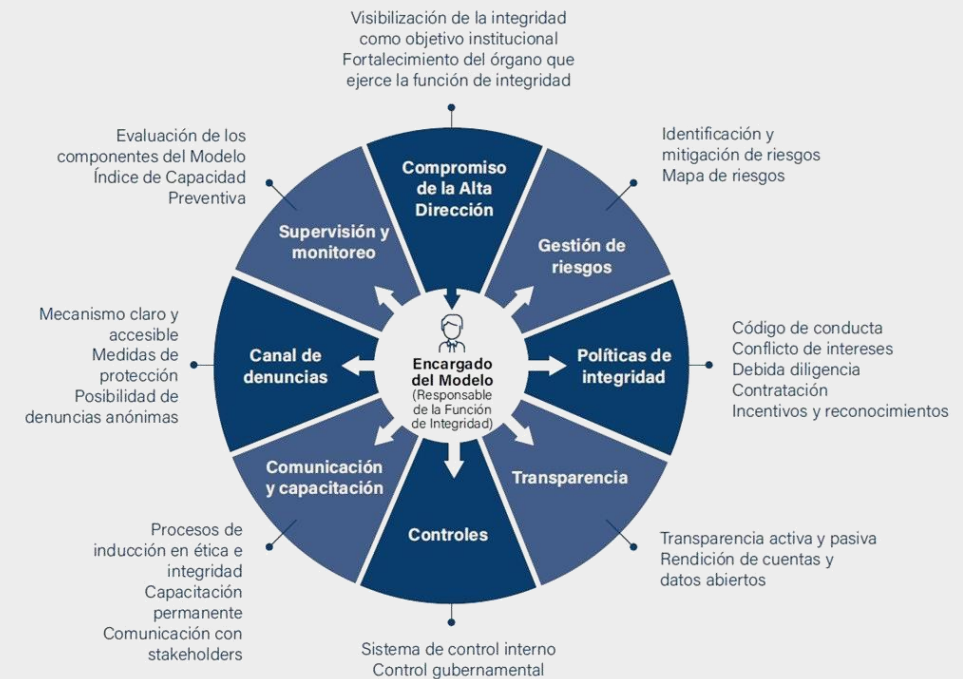 Visibilización de la integridad
como objetivo institucional
Fortalecimiento del órgano que
ejerce la función de integridad
Compromiso
de la Alta
Dirección
Identificación y
mitigación de riesgos
Mapa de riesgos
Gestión de
riesgos
Código de conducta
Conflicto de intereses
Debida diligencia
Contratación
Incentivos y reconocimientos
Políticas de
integridad
Transparencia activa y pasiva
Rendición de cuentas y
datos abiertos
Transparencia
Sistema de control interno
Control gubernamental
Controles
Procesos de
inducción en ética e
integridad
Capacitación
permanente
Comunicación con
stakeholders
Comunicación
y capacitación
Mecanismo claro y
accesible
Medidas de
protección
Posibilidad de
denuncias anónimas
Canal de
denuncias
Evaluación de los
componentes del Modelo
Índice de Capacidad
Preventiva
Supervisión y
monitoreo
Encargado
del Modelo
(Responsable
de la Función
de Integridad)